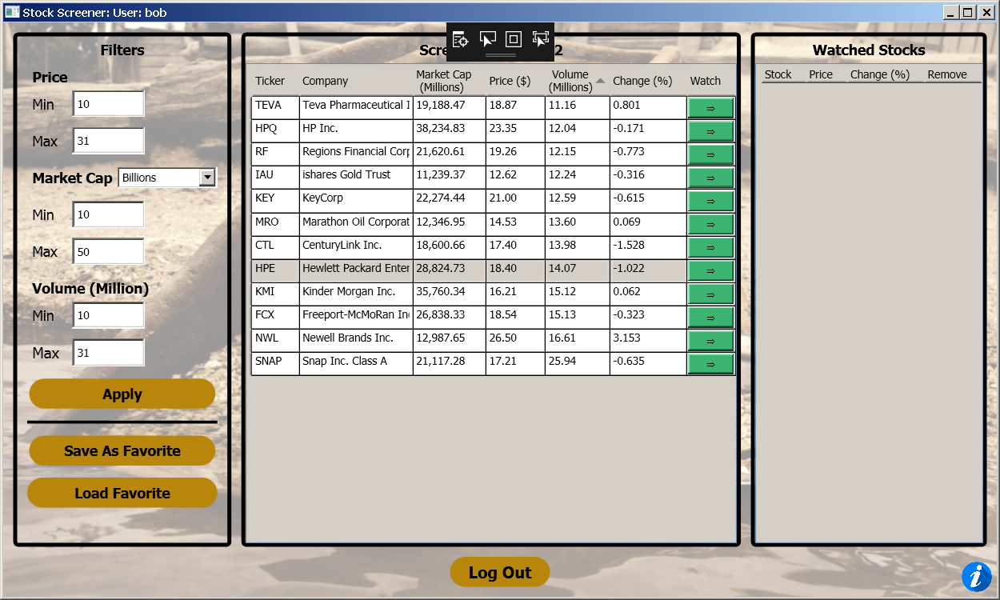 Stock Screener: User: bob
Filters
Price
Min 10
Max 31
Market Cap Billions
Min 10
Max 50
Volume (Million)
Min 10
Max 31
Apply
Save As Favorite
Load Favorite
2
Ticker Company Market Cap (Millions) Price ($) Volume (Millions) Change (%) Watch
TEVA Teva Pharmaceutical I 19,188.47 18.87 11.16 0.801 ⇒
HPQ HP Inc. 38,234.83 23.35 12.04 -0.171 ⇒
RF Regions Financial Corp 21,620.61 19.26 12.15 -0.773 ⇒
IAU ishares Gold Trust 11,239.37 12.62 12.24 -0.316 ⇒
KEY KeyCorp 22,274.44 21.00 12.59 -0.615 ⇒
MRO Marathon Oil Corporat 12,346.95 14.53 13.60 0.069 ⇒
CTL CenturyLink Inc. 18,600.66 17.40 13.98 -1.528 ⇒
HPE Hewlett Packard Enter 28,824.73 18.40 14.07 -1.022 ⇒
KMI Kinder Morgan Inc. 35,760.34 16.21 15.12 0.062 ⇒
FCX Freeport-McMoRan In 26,838.33 18.54 15.13 -0.323 ⇒
NWL Newell Brands Inc. 12,987.65 26.50 16.61 3.153 ⇒
SNAP Snap Inc. Class A 21,117.28 17.21 25.94 -0.635 ⇒
Watched Stocks
Stock Price Change (%) Remove
Log Out
i